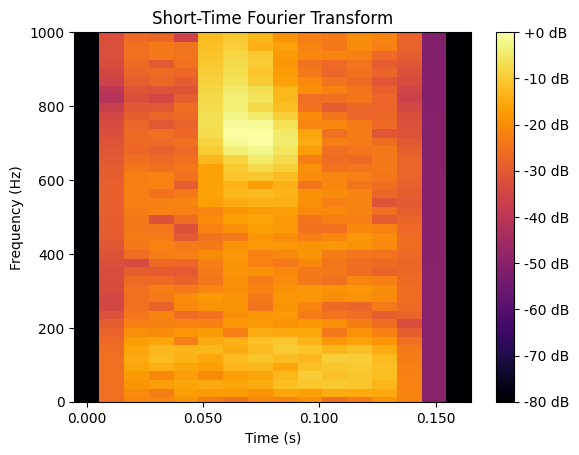 Short-Time Fourier Transform
1000
800
600
400
200
0
Frequency (Hz)
0.000
0.050
0.100
0.150
Time (s)
+0 dB
-10 dB
-20 dB
-30 dB
-40 dB
-50 dB
-60 dB
-70 dB
-80 dB